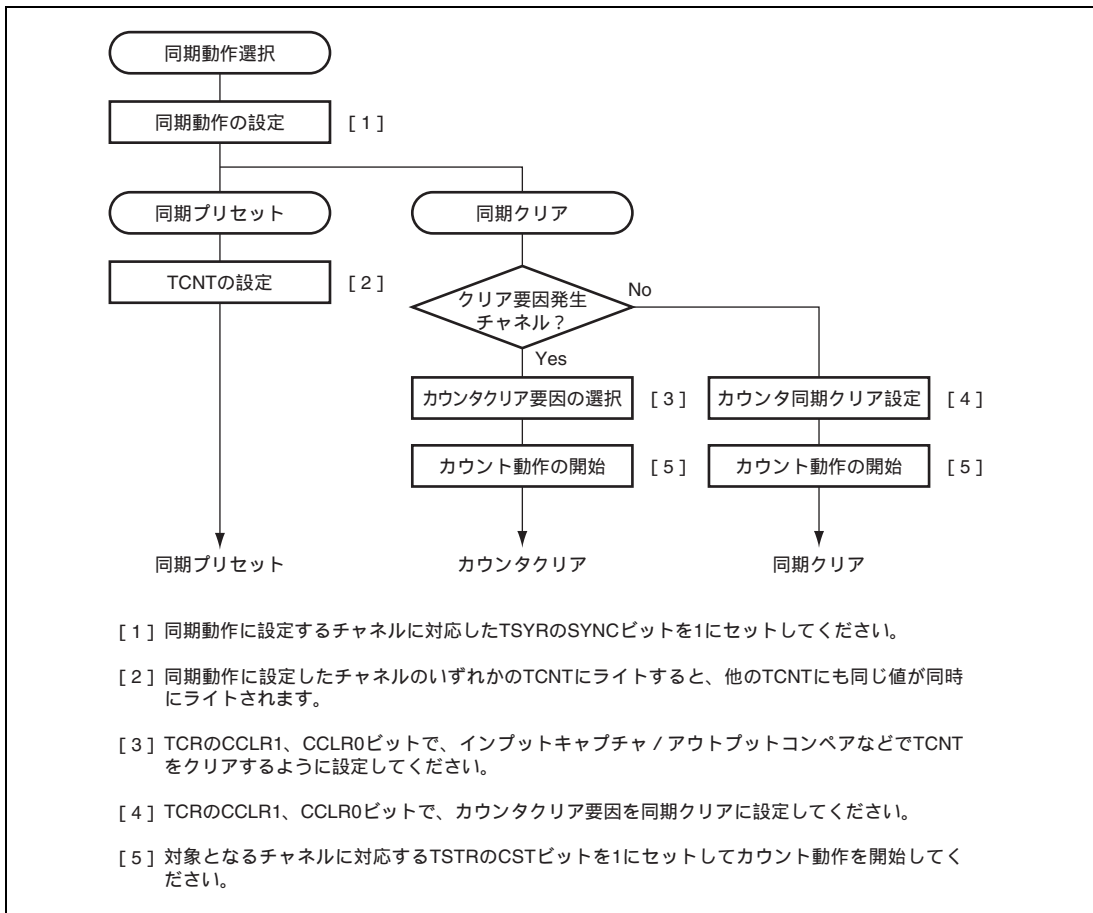 同期動作選択
同期動作の設定 [1]
同期プリセット 同期クリア
TCNTの設定 [2]
クリア要因発生
チャネル?
No
Yes
カウンタクリア要因の選択 [3] カウンタ同期クリア設定 [4]
カウント動作の開始 [5] カウント動作の開始 [5]
同期プリセット カウンタクリア 同期クリア
[1] 同期動作に設定するチャネルに対応したTSYRのSYNCビットを1にセットしてください。
[2] 同期動作に設定したチャネルのいずれかのTCNTにライトすると、他のTCNTにも同じ値が同時
にライトされます。
[3] TCRのCCLR1、CCLR0ビットで、インプットキャプチャ/アウトプットコンペアなどでTCNT
をクリアするように設定してください。
[4] TCRのCCLR1、CCLR0ビットで、カウンタクリア要因を同期クリアに設定してください。
[5] 対象となるチャネルに対応するTSTRのCSTビットを1にセットしてカウント動作を開始してく
ださい。